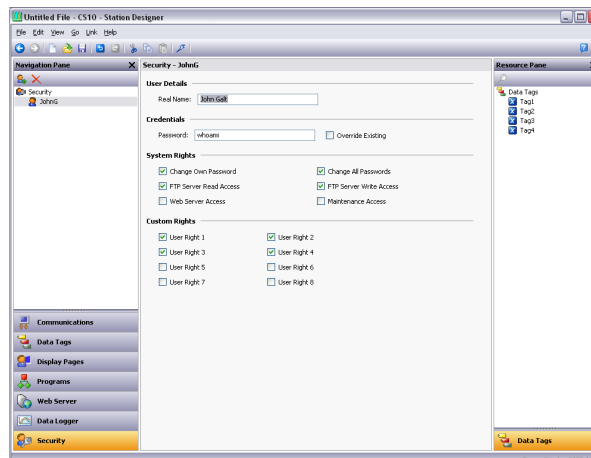 Untitled File - CS10 - Station Designer
File Edit View Go Link Help
Navigation Pane
Security
JohnG
Communications
Data Tags
Display Pages
Programs
Web Server
Data Logger
Security
Security - JohnG
User Details
Real Name: John Galt
Credentials
Password: whoami Override Existing
System Rights
Change Own Password Change All Passwords
FTP Server Read Access FTP Server Write Access
Web Server Access Maintenance Access
Custom Rights
User Right 1 User Right 2
User Right 3 User Right 4
User Right 5 User Right 6
User Right 7 User Right 8
Resource Pane
Data Tags
Tag1
Tag2
Tag3
Tag4
Data Tags